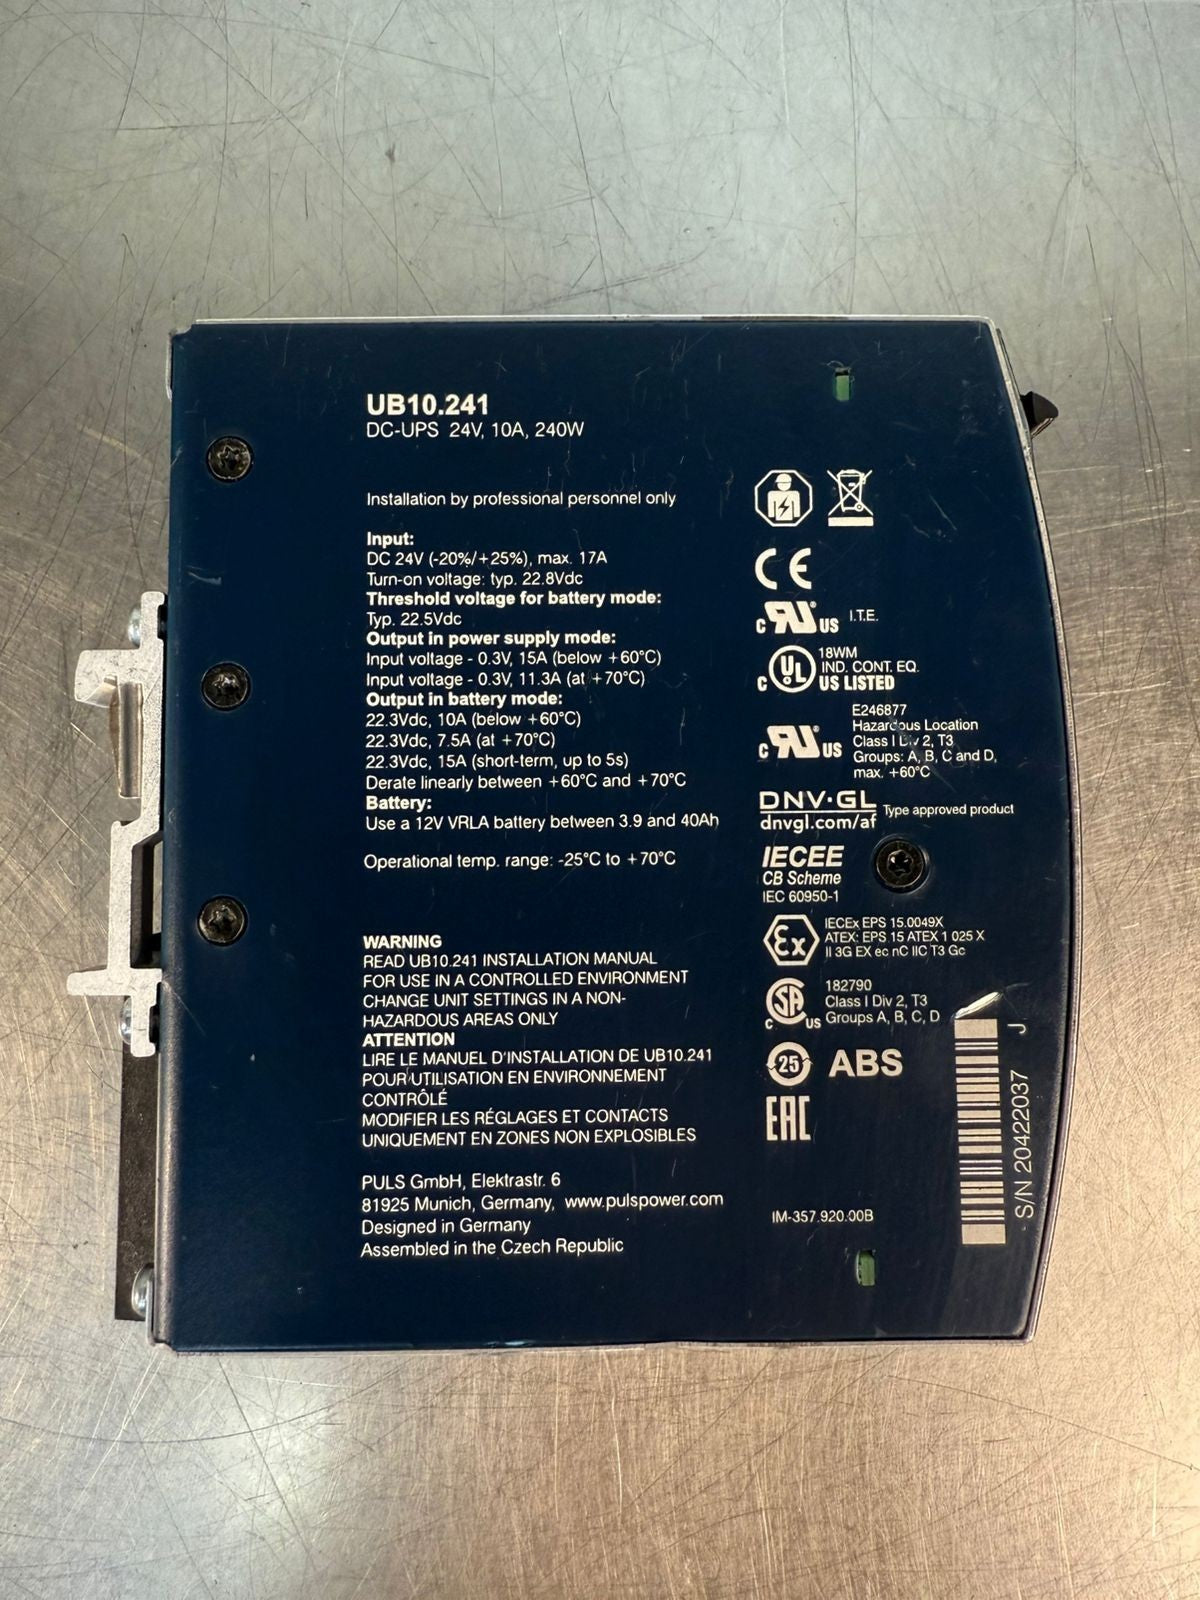 UB10.241
DC-UPS 24V, 10A, 240W
Installation by professional personnel only
Input:
DC 24V (-20%/+25%), max. 17A
Turn-on voltage: typ. 22.8Vdc
Threshold voltage for battery mode:
Typ. 22.5Vdc
Output in power supply mode:
Input voltage - 0.3V, 15A (below +60°C)
Input voltage - 0.3V, 11.3A (at +70°C)
Output in battery mode:
22.3Vdc, 10A (below +60°C)
22.3Vdc, 7.5A (at +70°C)
22.3Vdc, 15A (short-term, up to 5s)
Derate linearly between +60°C and +70°C
Battery:
Use a 12V VRLA battery between 3.9 and 40Ah
Operational temp. range: -25°C to +70°C
WARNING
READ UB10.241 INSTALLATION MANUAL
FOR USE IN A CONTROLLED ENVIRONMENT
CHANGE UNIT SETTINGS IN A NON-
HAZARDOUS AREAS ONLY
ATTENTION
LIRE LE MANUEL D'INSTALLATION DE UB10.241
POUR UTILISATION EN ENVIRONNEMENT
CONTRÔLÉ
MODIFIER LES RÉGLAGES ET CONTACTS
UNIQUEMENT EN ZONES NON EXPLOSIBLES
PULS GmbH, Elektrastr. 6
81925 Munich, Germany, www.pulspower.com
Designed in Germany
Assembled in the Czech Republic
CE
c RU US I.T.E.
c UL 18WM
IND. CONT. EQ.
US LISTED
E246877
Hazardous Location
c RU US Class I Div 2, T3
Groups: A, B, C and D,
max. +60°C
DNV·GL Type approved product
dnvgl.com/af
IECEE
CB Scheme
IEC 60950-1
Ex IECEx EPS 15.0049X
ATEX: EPS 15 ATEX 1 025 X
II 3G EX ec nC IIC T3 Gc
c SA US 182790
Class I Div 2, T3
Groups A, B, C, D
25 ABS
EAC
IM-357.920.00B
S/N 20422037 J